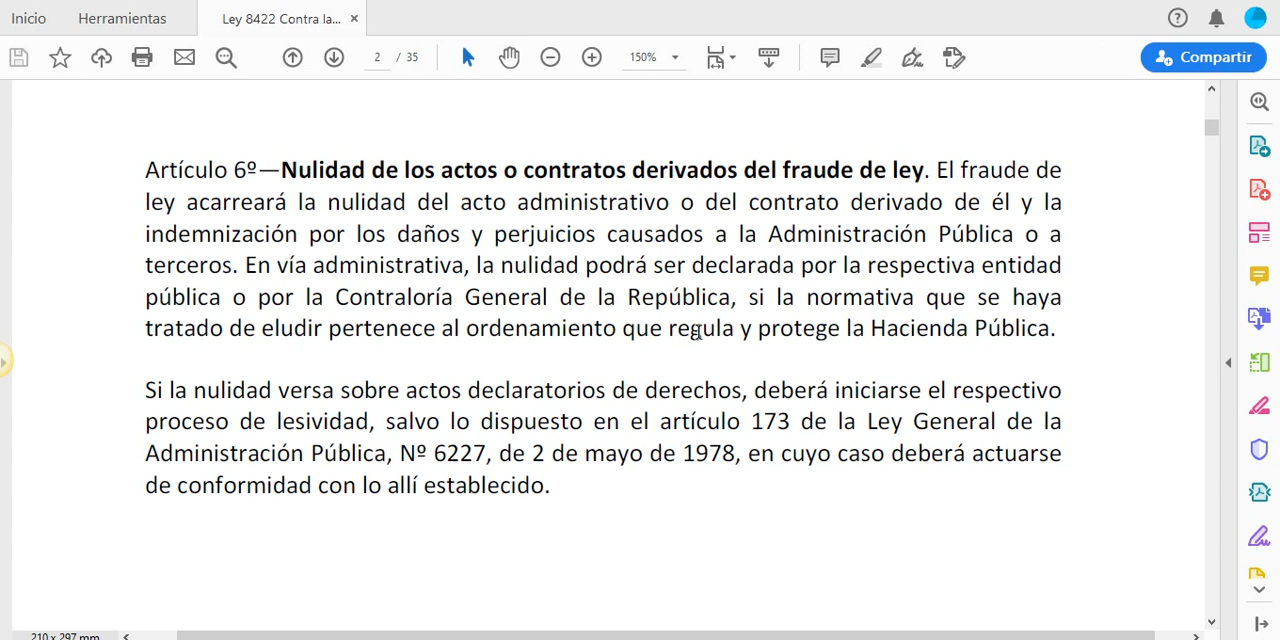 Inicio Herramientas Ley 8422 Contra la... ×
2 / 35 150% Compartir
Artículo 6º—Nulidad de los actos o contratos derivados del fraude de ley. El fraude de
ley acarreará la nulidad del acto administrativo o del contrato derivado de él y la
indemnización por los daños y perjuicios causados a la Administración Pública o a
terceros. En vía administrativa, la nulidad podrá ser declarada por la respectiva entidad
pública o por la Contraloría General de la República, si la normativa que se haya
tratado de eludir pertenece al ordenamiento que regula y protege la Hacienda Pública.
Si la nulidad versa sobre actos declaratorios de derechos, deberá iniciarse el respectivo
proceso de lesividad, salvo lo dispuesto en el artículo 173 de la Ley General de la
Administración Pública, Nº 6227, de 2 de mayo de 1978, en cuyo caso deberá actuarse
de conformidad con lo allí establecido.
210 x 297 mm